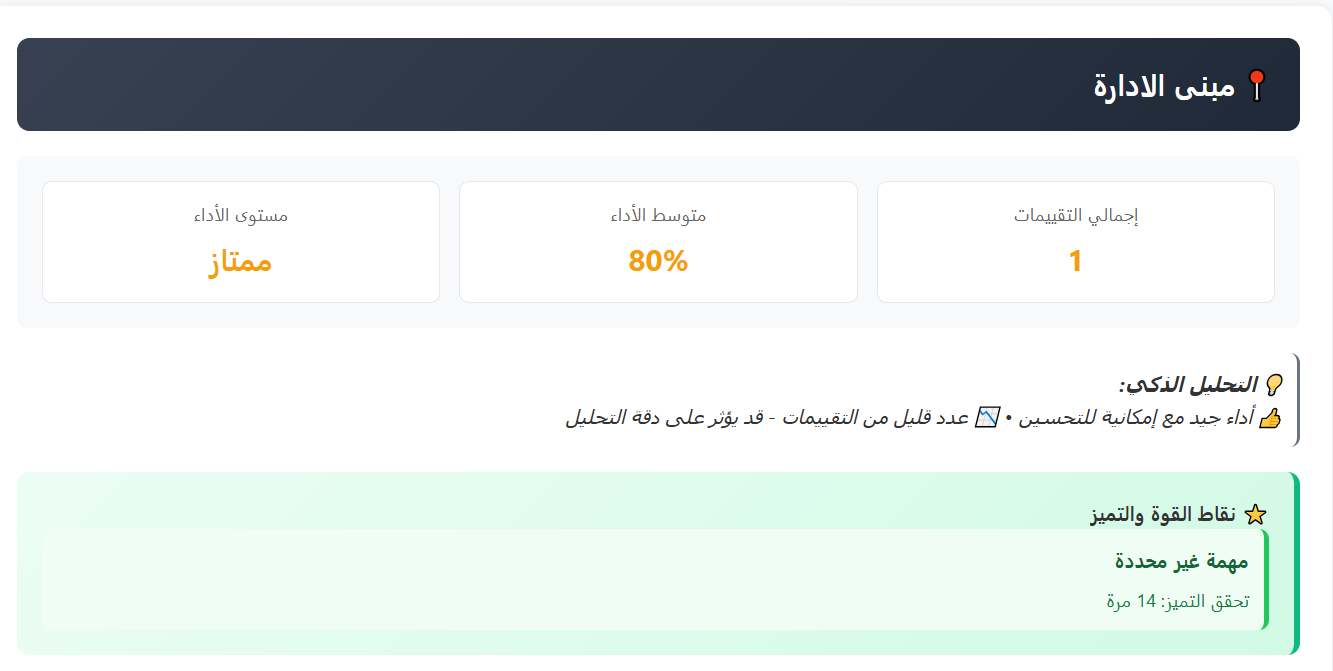 📍 مبنى الادارة
إجمالي التقييمات
1
متوسط الأداء
80%
مستوى الأداء
ممتاز
💡 التحليل الذكي:
👍 أداء جيد مع إمكانية للتحسين • 📉 عدد قليل من التقييمات - قد يؤثر على دقة التحليل
⭐ نقاط القوة والتميز
مهمة غير محددة
تحقق التميز: 14 مرة